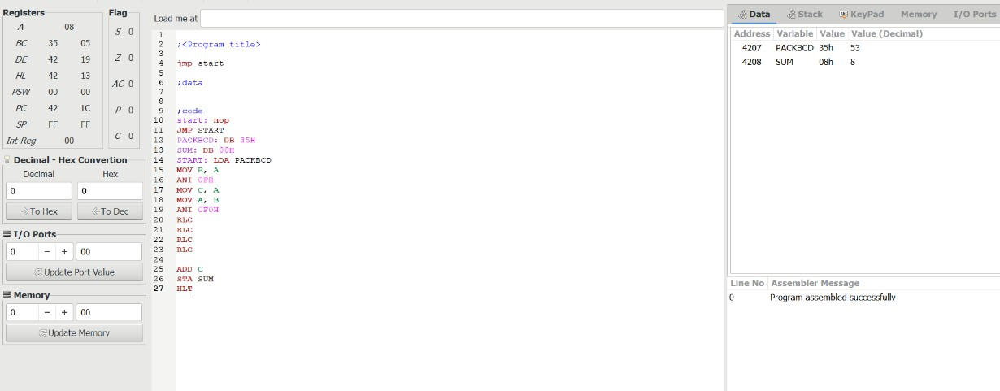 Registers
A 08
BC 35 05
DE 42 19
HL 42 13
PSW 00 00
PC 42 1C
SP FF FF
Int-Reg 00
Flag
S 0
Z 0
AC 0
P 0
C 0
Decimal - Hex Convertion
Decimal Hex
0 0
To Hex To Dec
I/O Ports
0 − + 00
Update Port Value
Memory
0 − + 00
Update Memory
Load me at
1
2 ;<Program title>
3
4 jmp start
5
6 ;data
7
8
9 ;code
10 start: nop
11 JMP START
12 PACKBCD: DB 35H
13 SUM: DB 00H
14 START: LDA PACKBCD
15 MOV B, A
16 ANI 0FH
17 MOV C, A
18 MOV A, B
19 ANI 0F0H
20 RLC
21 RLC
22 RLC
23 RLC
24
25 ADD C
26 STA SUM
27 HLT
Data Stack KeyPad Memory I/O Ports
Address Variable Value Value (Decimal)
4207 PACKBCD 35h 53
4208 SUM 08h 8
Line No Assembler Message
0 Program assembled successfully